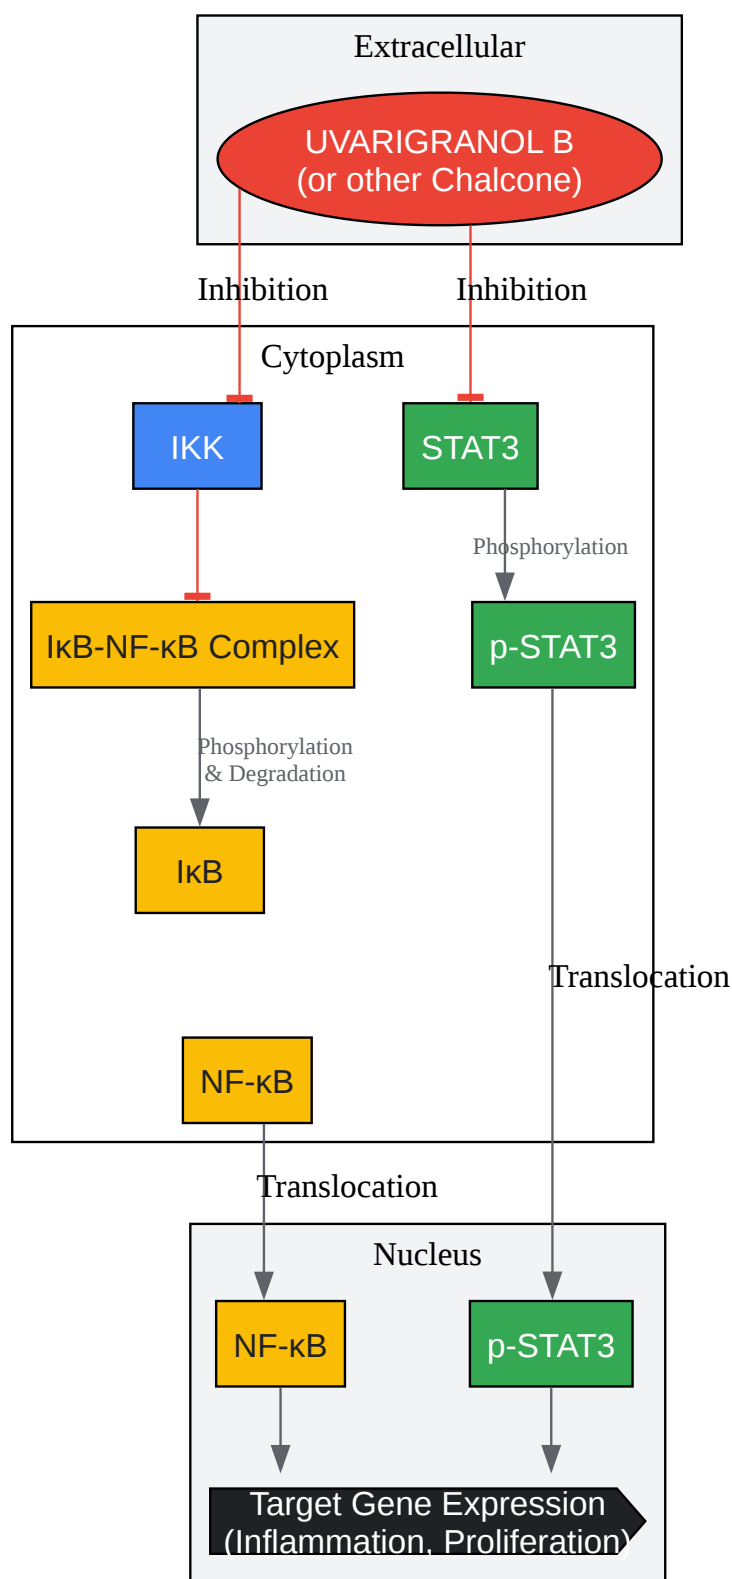 Extracellular
UVARIGRANOL B
(or other Chalcone)
Inhibition
Inhibition
Cytoplasm
IKK
STAT3
Phosphorylation
IκB-NF-κB Complex
p-STAT3
Phosphorylation
& Degradation
IκB
Translocation
NF-κB
Translocation
Nucleus
NF-κB
p-STAT3
Target Gene Expression
(Inflammation, Proliferation)